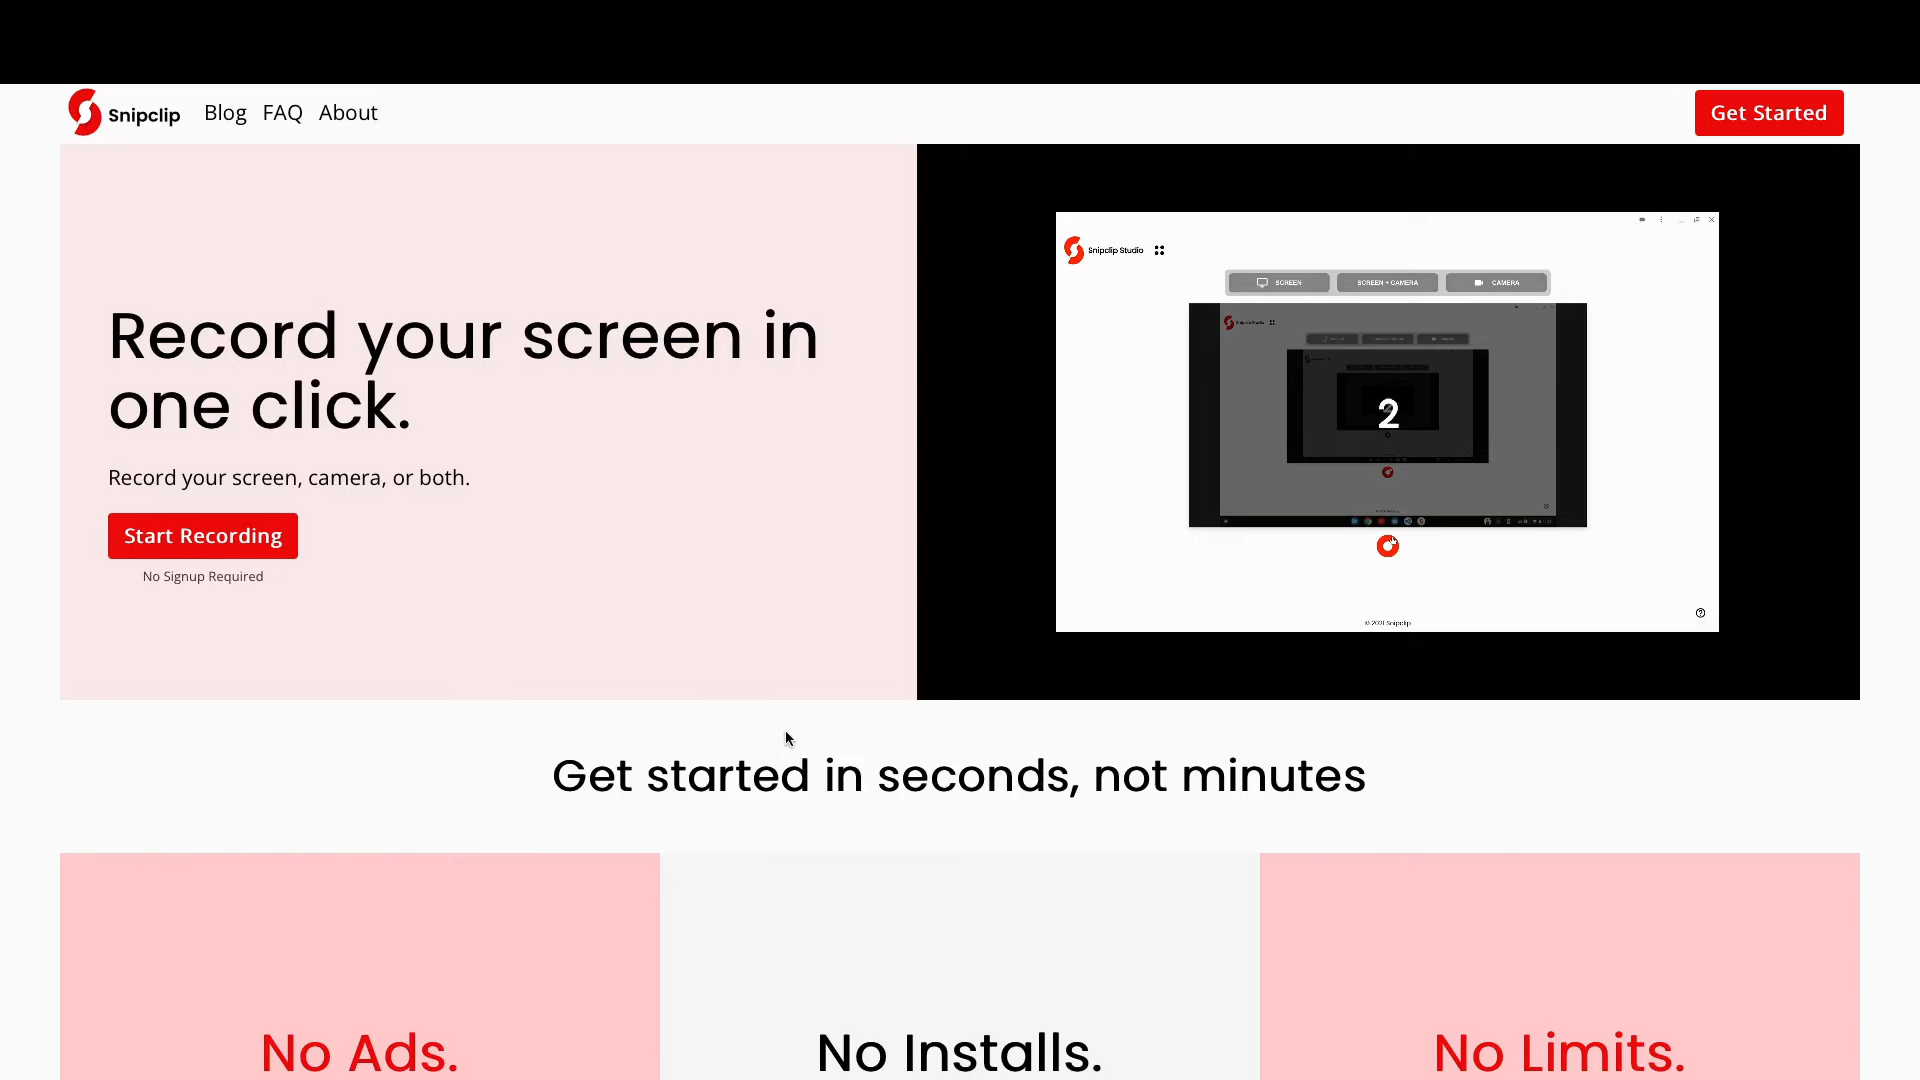 Snipclip
Blog FAQ About
Get Started
Record your screen in
one click.
Record your screen, camera, or both.
Start Recording
No Signup Required
Snipclip Studio
SCREEN
SCREEN + CAMERA
CAMERA
2
© 2021 Snipclip
Get started in seconds, not minutes
No Ads.
No Installs.
No Limits.